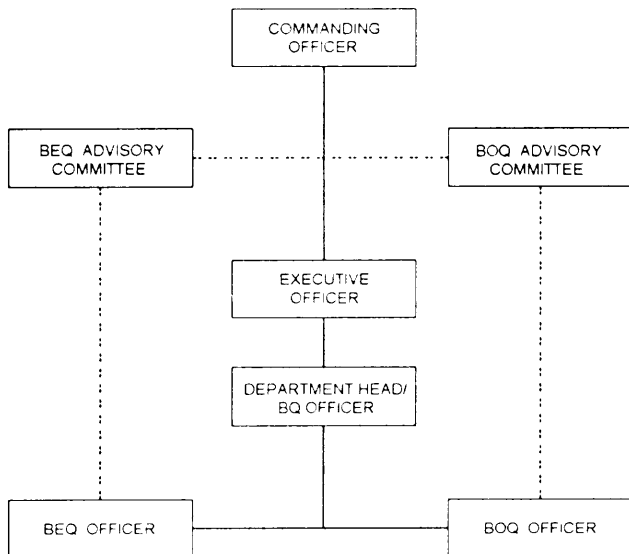 COMMANDING
OFFICER
BEQ ADVISORY
COMMITTEE
BOQ ADVISORY
COMMITTEE
EXECUTIVE
OFFICER
DEPARTMENT HEAD/
BQ OFFICER
BEQ OFFICER
BOQ OFFICER